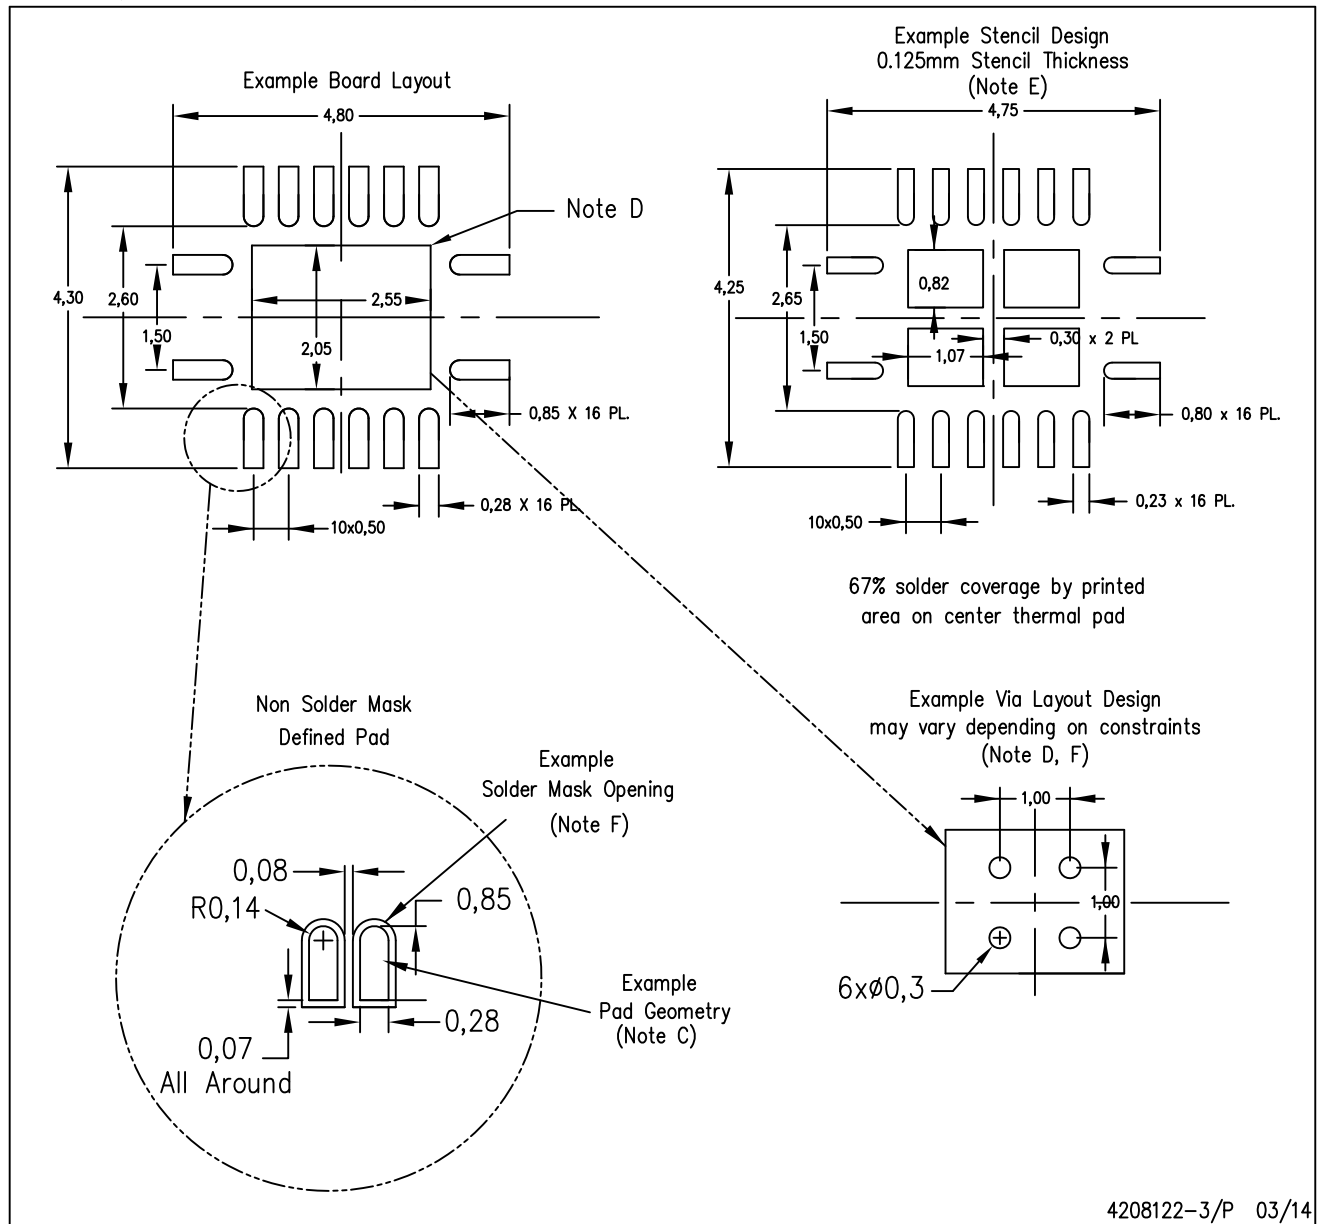 Example Board Layout
4,80
Note D
4,30
2,60
1,50
2,55
2,05
0,85 X 16 PL.
0,28 X 16 PL.
10x0,50
Example Stencil Design
0.125mm Stencil Thickness
(Note E)
4,75
4,25
2,65
1,50
0,82
0,30 x 2 PL
1,07
0,80 x 16 PL.
0,23 x 16 PL.
10x0,50
67% solder coverage by printed
area on center thermal pad
Non Solder Mask
Defined Pad
Example
Solder Mask Opening
(Note F)
0,08
R0,14
0,85
Example
Pad Geometry
(Note C)
0,28
0,07
All Around
Example Via Layout Design
may vary depending on constraints
(Note D, F)
1,00
1,00
6xø0,3
4208122-3/P 03/14